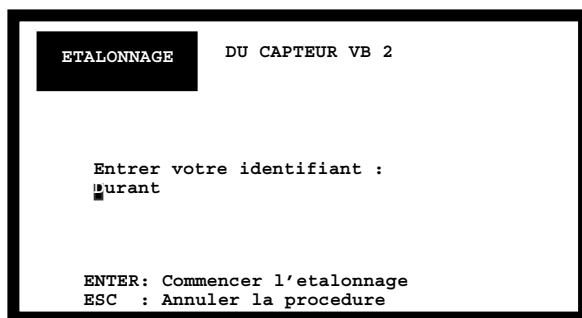 ETALONNAGE DU CAPTEUR VB 2
Entrer votre identifiant :
Durant
ENTER: Commencer l'etalonnage
ESC : Annuler la procedure